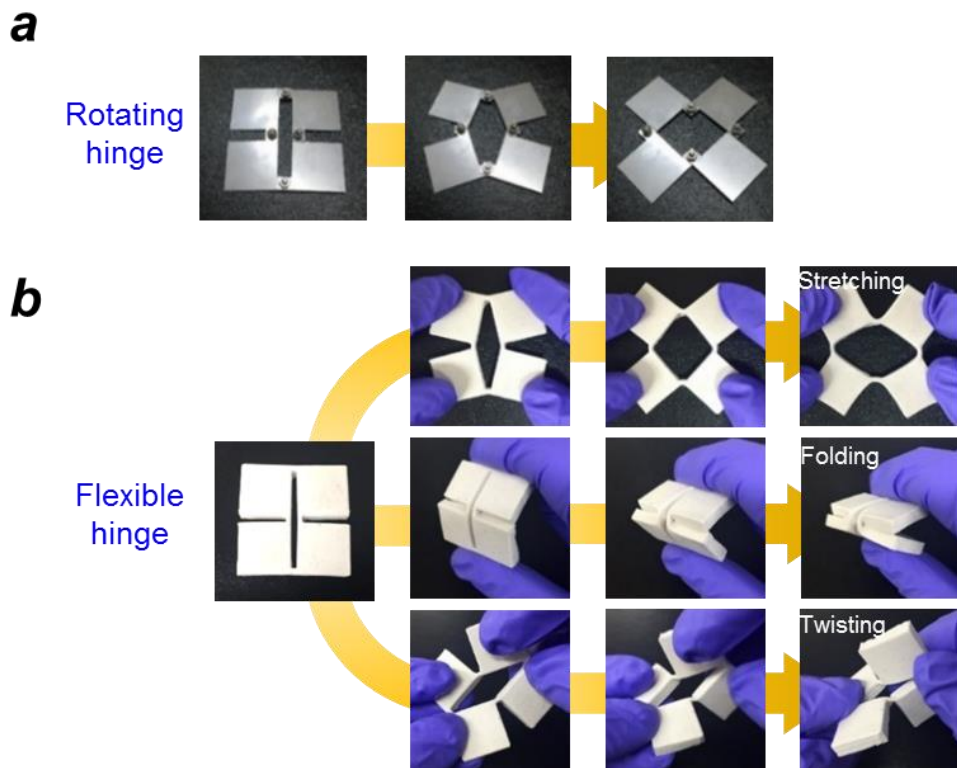 a
Rotating
hinge
b
Stretching
Flexible
hinge
Folding
Twisting